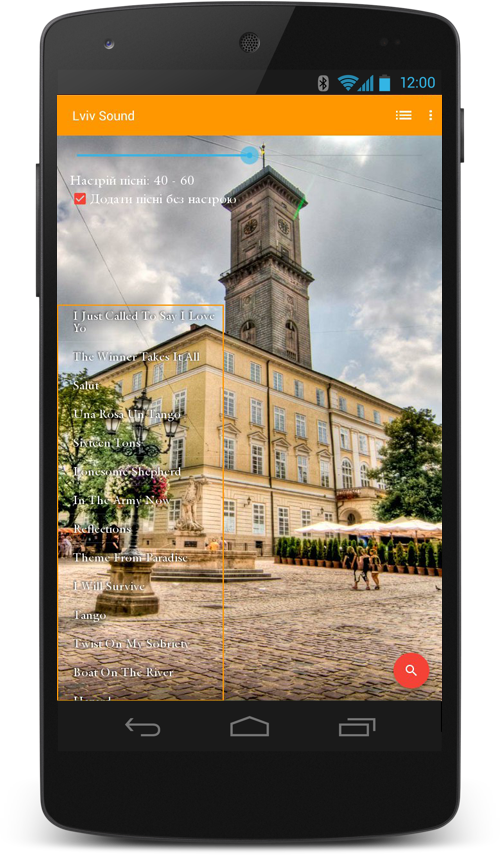 12:00
Lviv Sound
Настрій пісні: 40 - 60
Додати пісні без настрою
I Just Called To Say I Love
Yo
The Winner Takes It All
Salut
Una Rosa Un Tango
Sixteen Tons
Lonesome Shepherd
In The Army Now
Reflections
Theme From Paradise
I Will Survive
Tango
Twist On My Sobriety
Boat On The River